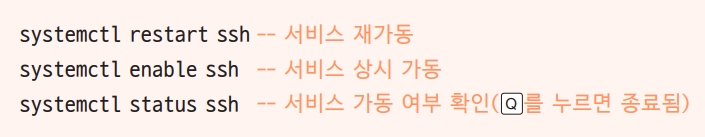 systemctl restart ssh -- 서비스 재가동
systemctl enable ssh -- 서비스 상시 가동
systemctl status ssh -- 서비스 가동 여부 확인(Q를 누르면 종료됨)